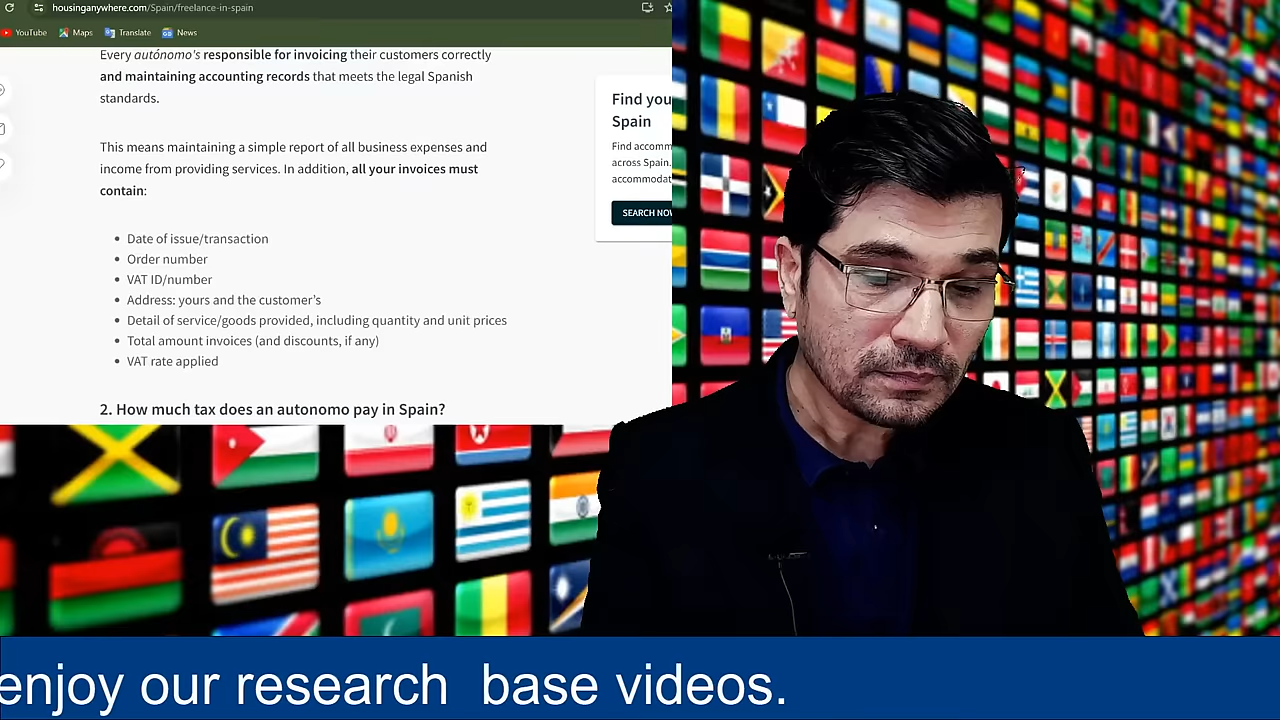 housinganywhere.com/Spain/freelance-in-spain
YouTube Maps Translate News
Every autónomo's responsible for invoicing their customers correctly
and maintaining accounting records that meets the legal Spanish
standards.
This means maintaining a simple report of all business expenses and
income from providing services. In addition, all your invoices must
contain:
• Date of issue/transaction
• Order number
• VAT ID/number
• Address: yours and the customer's
• Detail of service/goods provided, including quantity and unit prices
• Total amount invoices (and discounts, if any)
• VAT rate applied
2. How much tax does an autonomo pay in Spain?
Find you
Spain
Find accomm
across Spain.
accommodat
SEARCH NOW
enjoy our research base videos.